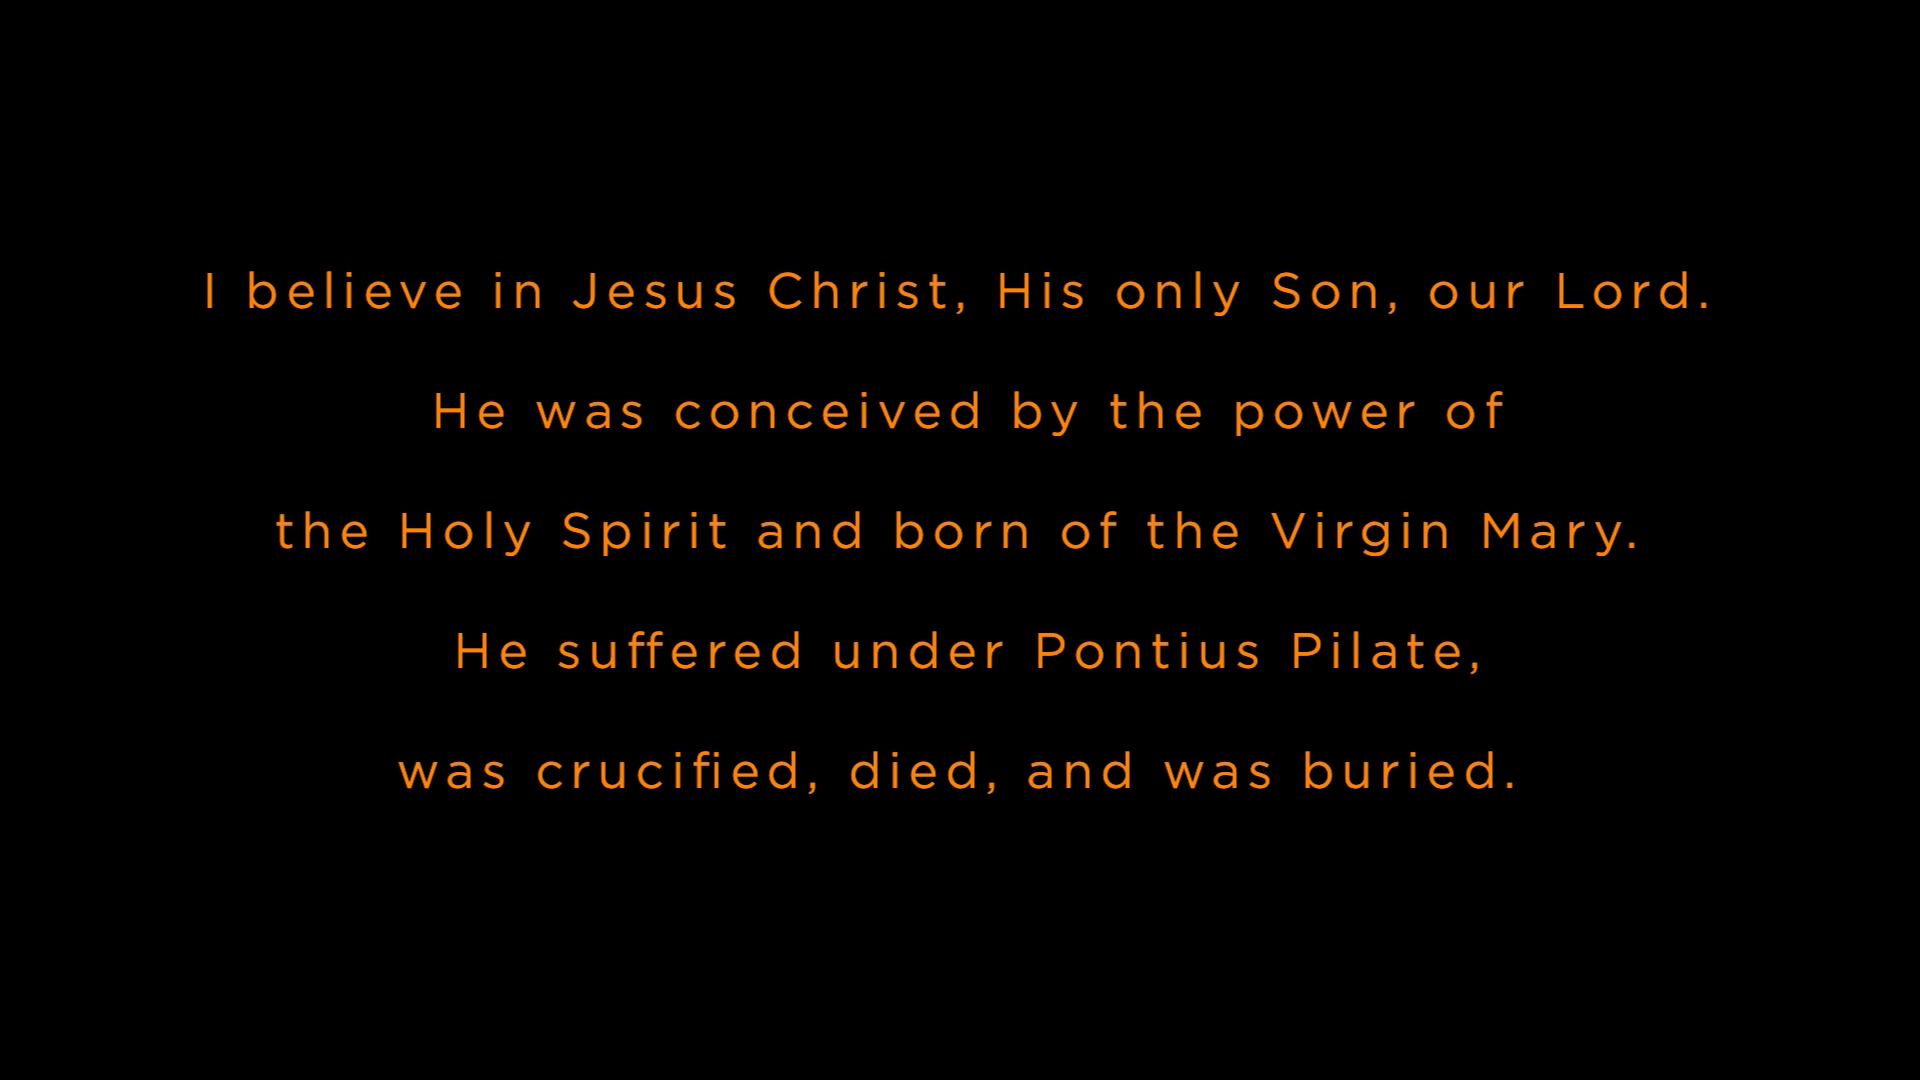 I believe in Jesus Christ, His only Son, our Lord.
He was conceived by the power of
the Holy Spirit and born of the Virgin Mary.
He suffered under Pontius Pilate,
was crucified, died, and was buried.